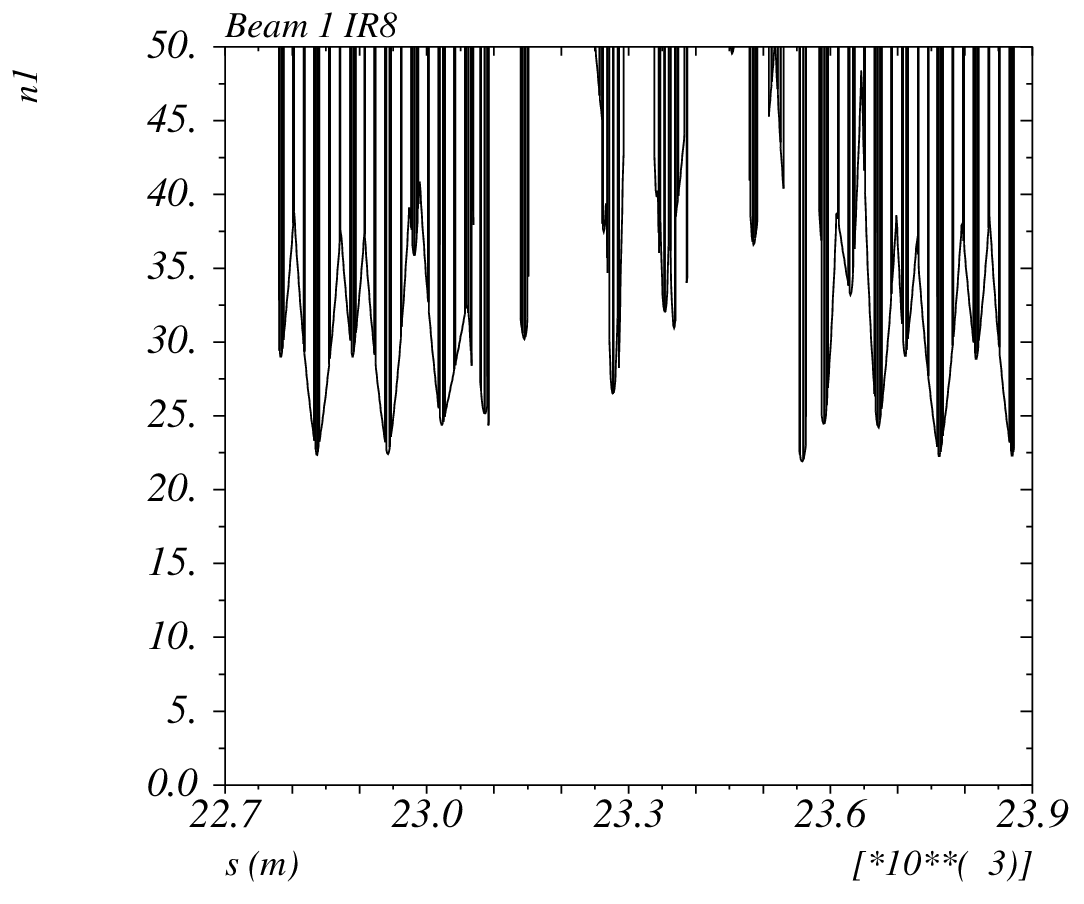 Beam 1 IR8
n1
50.
45.
40.
35.
30.
25.
20.
15.
10.
5.
0.0
22.7 23.0 23.3 23.6 23.9
s (m) [*10**( 3)]